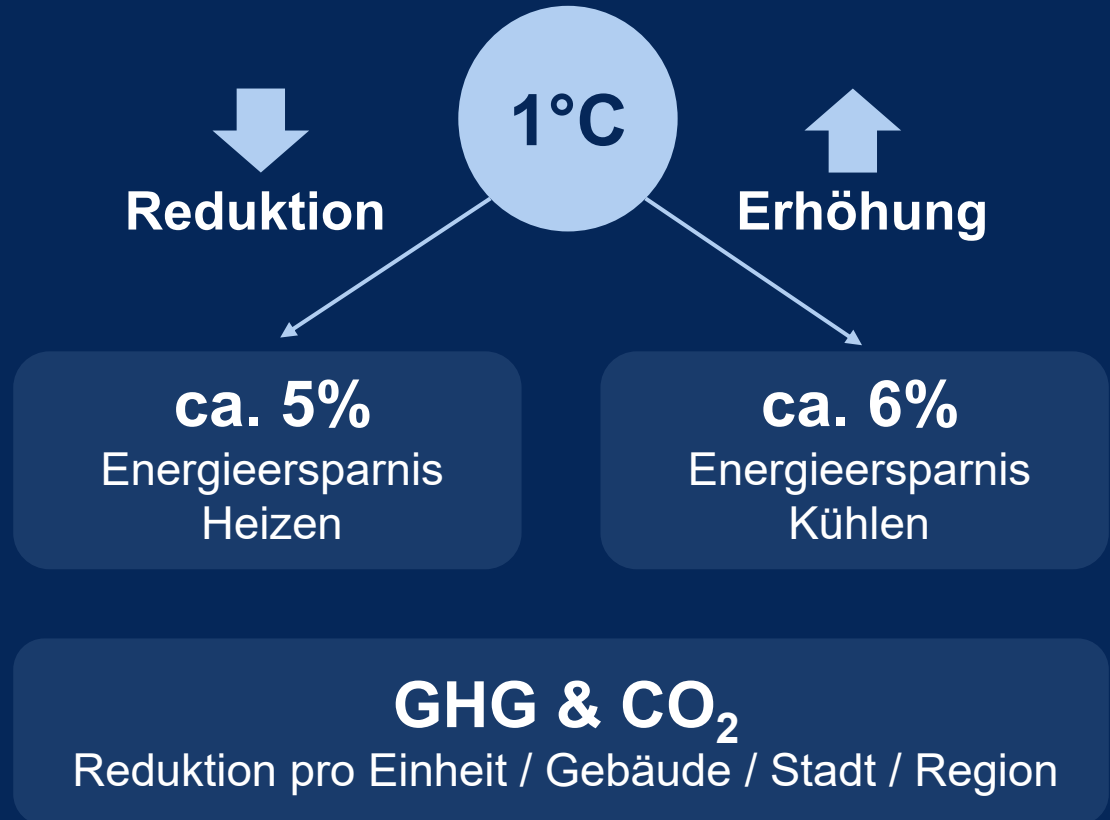 1°C
Reduktion
Erhöhung
ca. 5%
Energieersparnis
Heizen
ca. 6%
Energieersparnis
Kühlen
GHG & CO₂
Reduktion pro Einheit / Gebäude / Stadt / Region